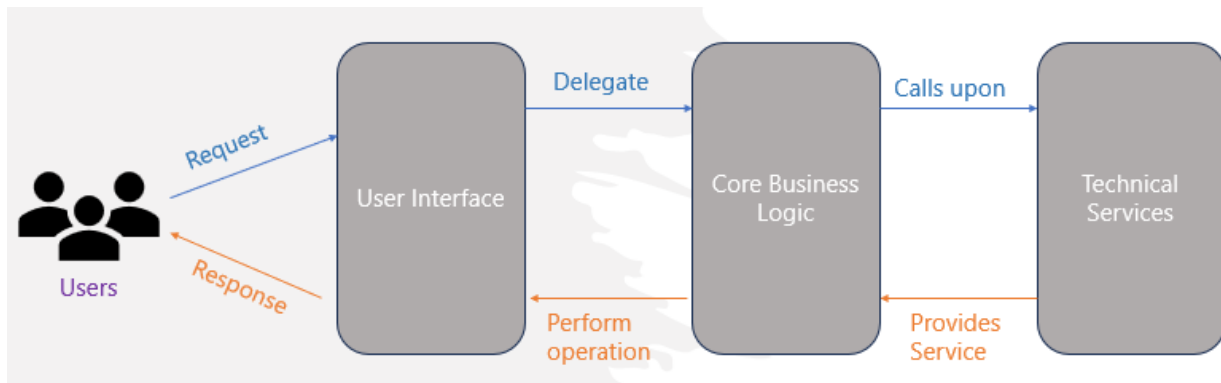 Request
Response
Users
User Interface
Delegate
Perform
operation
Core Business
Logic
Calls upon
Provides
Service
Technical
Services